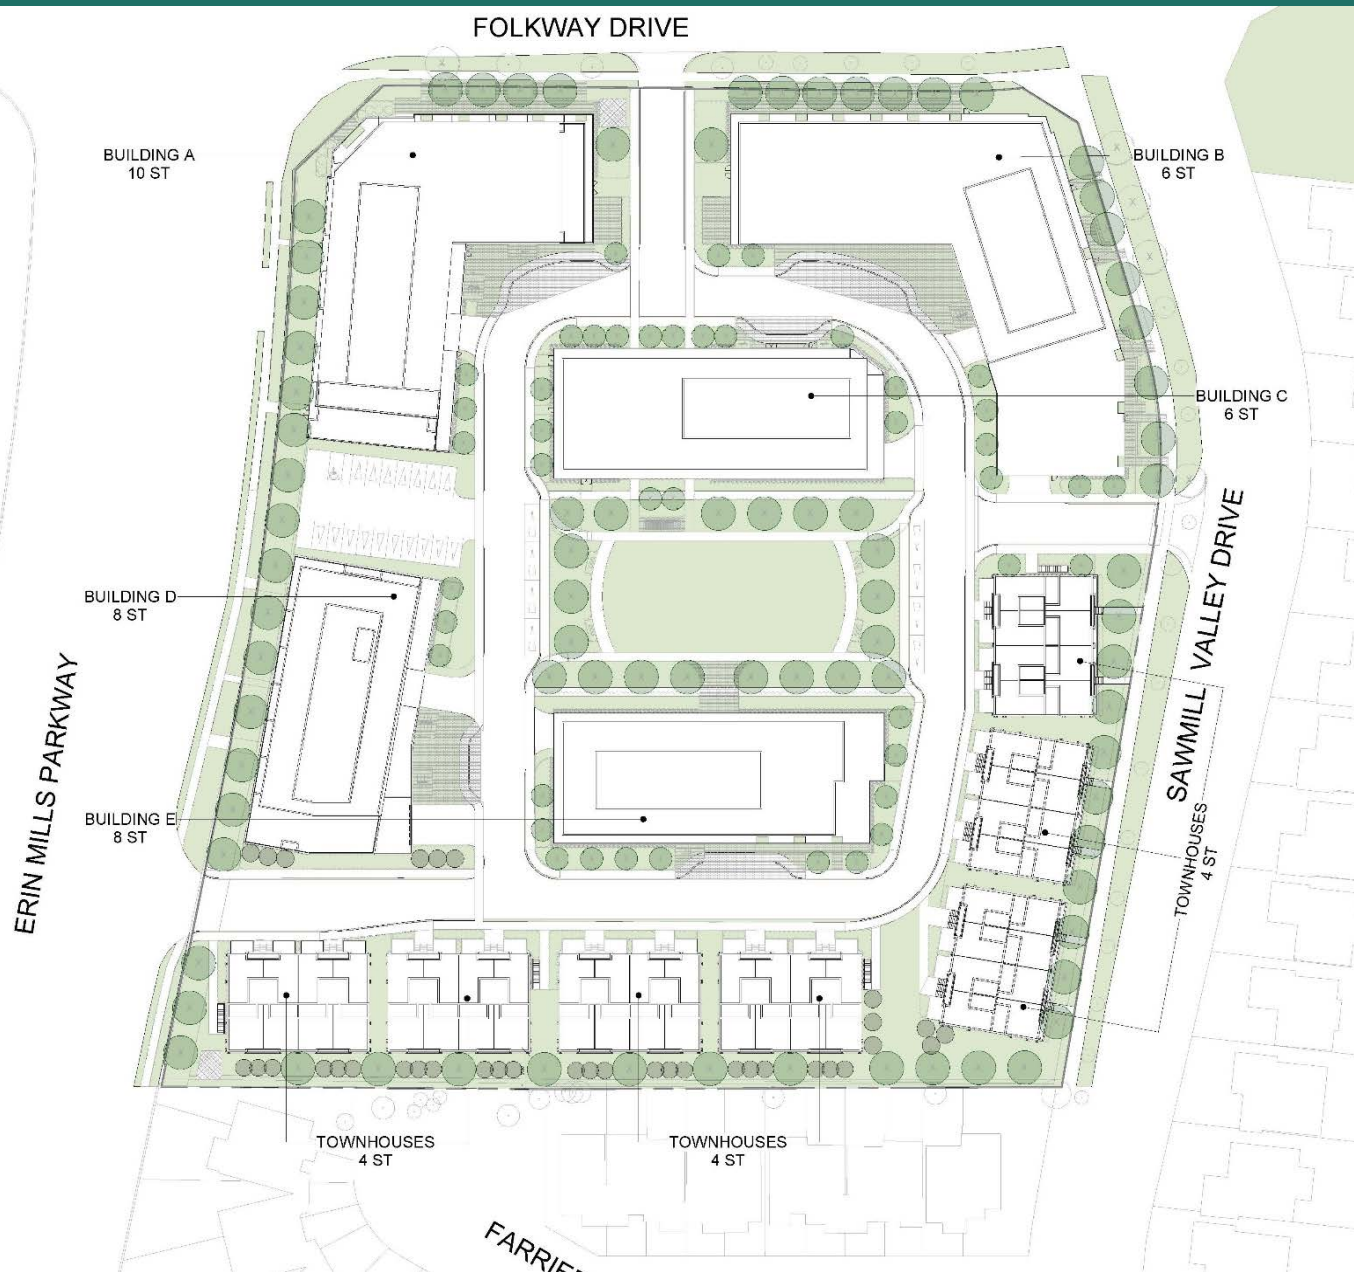 FOLKWAY DRIVE
BUILDING A
10 ST
BUILDING B
6 ST
BUILDING C
6 ST
SAWMILL VALLEY DRIVE
BUILDING D
8 ST
ERIN MILLS PARKWAY
BUILDING E
8 ST
TOWNHOUSES
4 ST
TOWNHOUSES
4 ST
TOWNHOUSES
4 ST